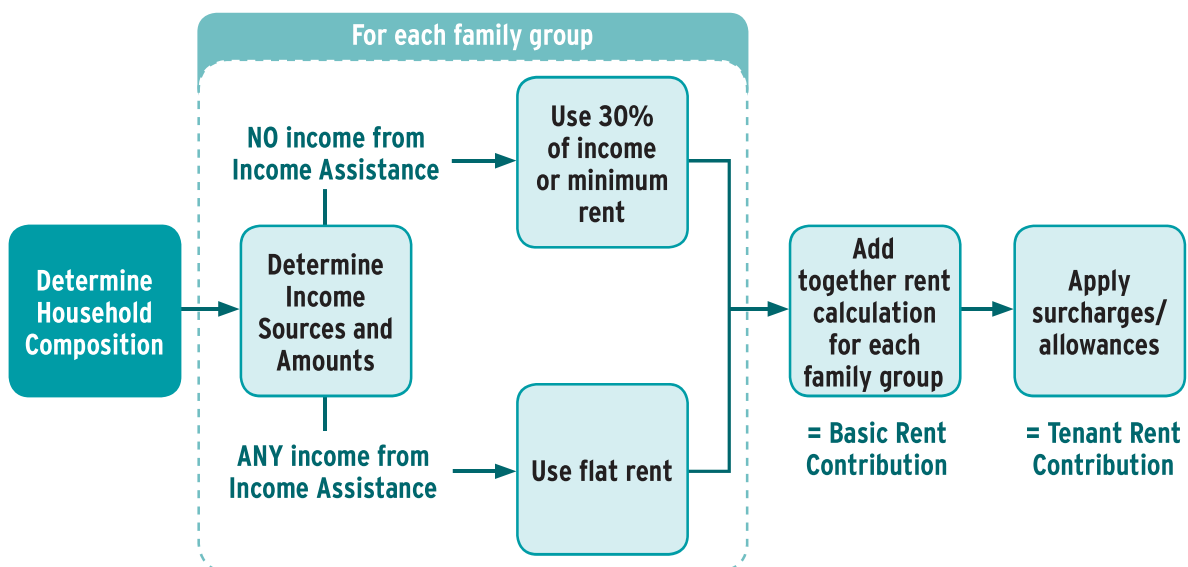 For each family group
Determine
Household
Composition
Determine
Income
Sources and
Amounts
NO income from
Income Assistance
Use 30%
of income
or minimum
rent
ANY income from
Income Assistance
Use flat rent
Add
together rent
calculation
for each
family group
= Basic Rent
Contribution
Apply
surcharges/
allowances
= Tenant Rent
Contribution